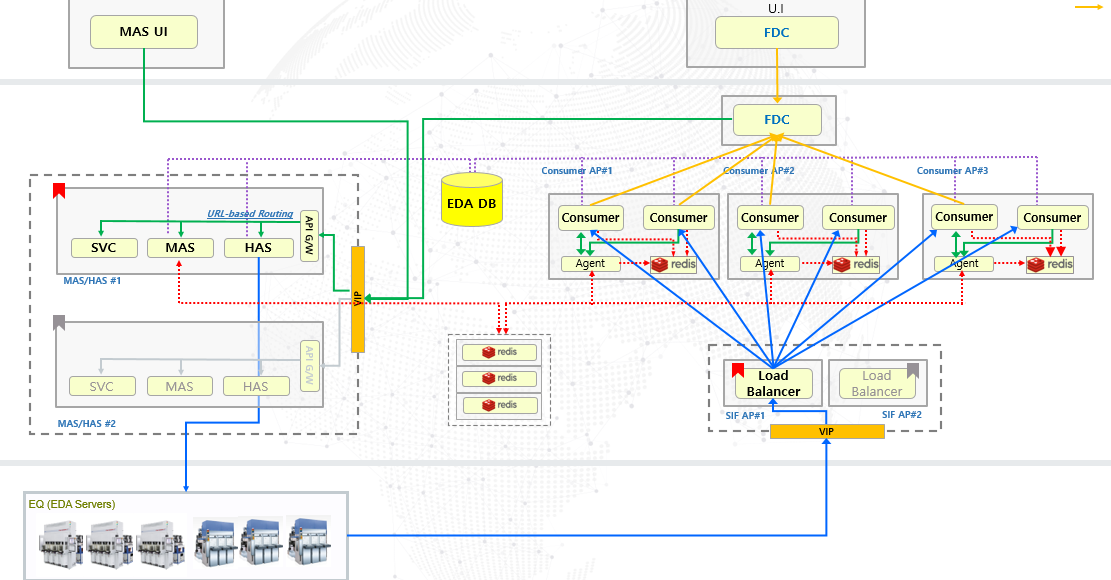 MAS UI
U.I
FDC
FDC
Consumer AP#1
Consumer AP#2
Consumer AP#3
EDA DB
URL-based Routing
API G/W
SVC
MAS
HAS
MAS/HAS #1
VIP
Consumer
Consumer
Agent
redis
Consumer
Consumer
Agent
redis
Consumer
Consumer
Agent
redis
API G/W
SVC
MAS
HAS
MAS/HAS #2
redis
redis
redis
Load
Balancer
SIF AP#1
Load
Balancer
SIF AP#2
VIP
EQ (EDA Servers)